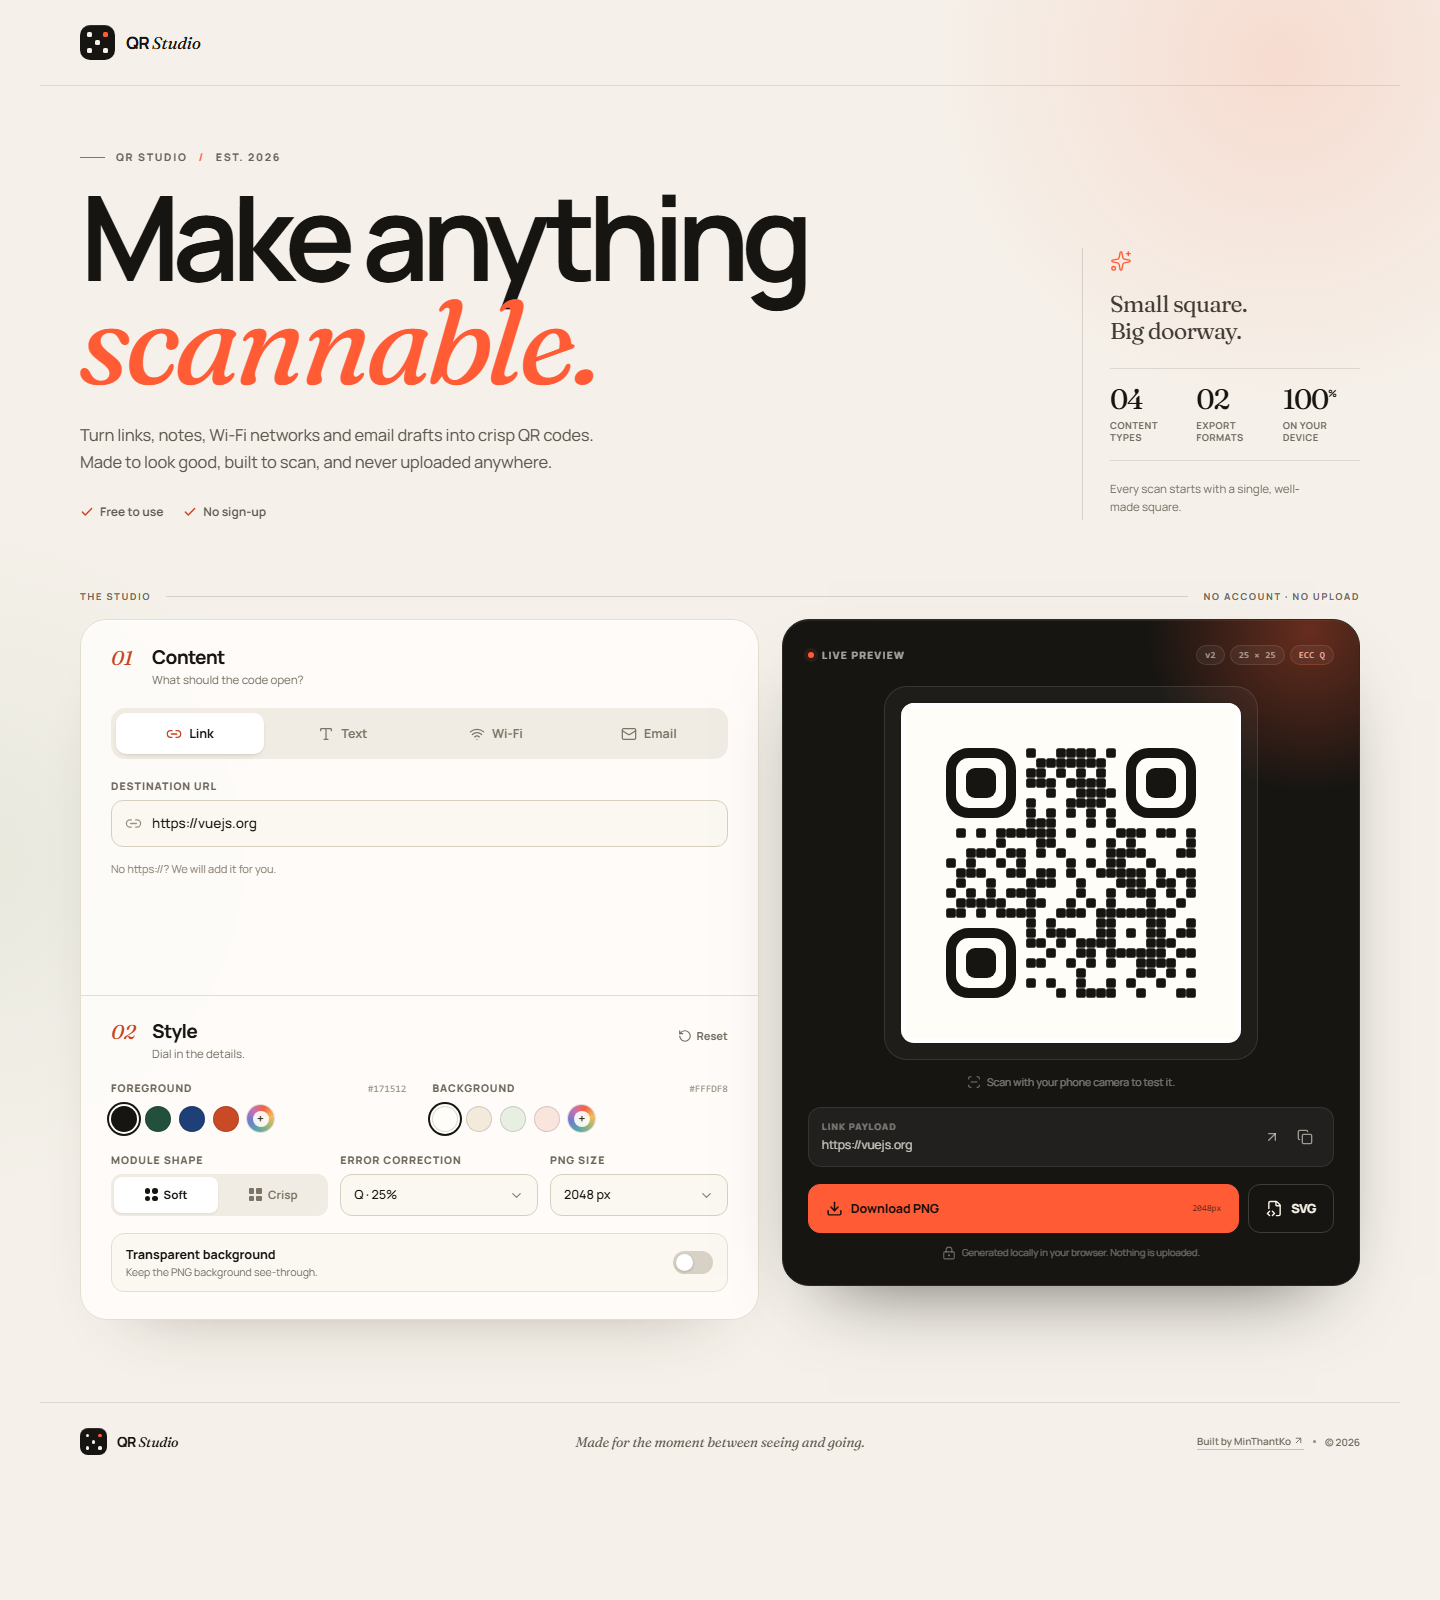 QR Studio
QR STUDIO / EST. 2026
Make anything
scannable.
Turn links, notes, Wi-Fi networks and email drafts into crisp QR codes.
Made to look good, built to scan, and never uploaded anywhere.
Free to use
No sign-up
Small square.
Big doorway.
04
CONTENT
TYPES
02
EXPORT
FORMATS
100%
ON YOUR
DEVICE
Every scan starts with a single, well-
made square.
THE STUDIO
NO ACCOUNT · NO UPLOAD
01 Content
What should the code open?
Link
Text
Wi-Fi
Email
DESTINATION URL
https://vuejs.org
No https://? We will add it for you.
02 Style
Dial in the details.
Reset
FOREGROUND #171512
BACKGROUND #FFFDF8
MODULE SHAPE
Soft
Crisp
ERROR CORRECTION
Q · 25%
PNG SIZE
2048 px
Transparent background
Keep the PNG background see-through.
LIVE PREVIEW
v2
25 × 25
ECC Q
Scan with your phone camera to test it.
LINK PAYLOAD
https://vuejs.org
Download PNG 2048px
SVG
Generated locally in your browser. Nothing is uploaded.
QR Studio
Made for the moment between seeing and going.
Built by MinThantKo • © 2026